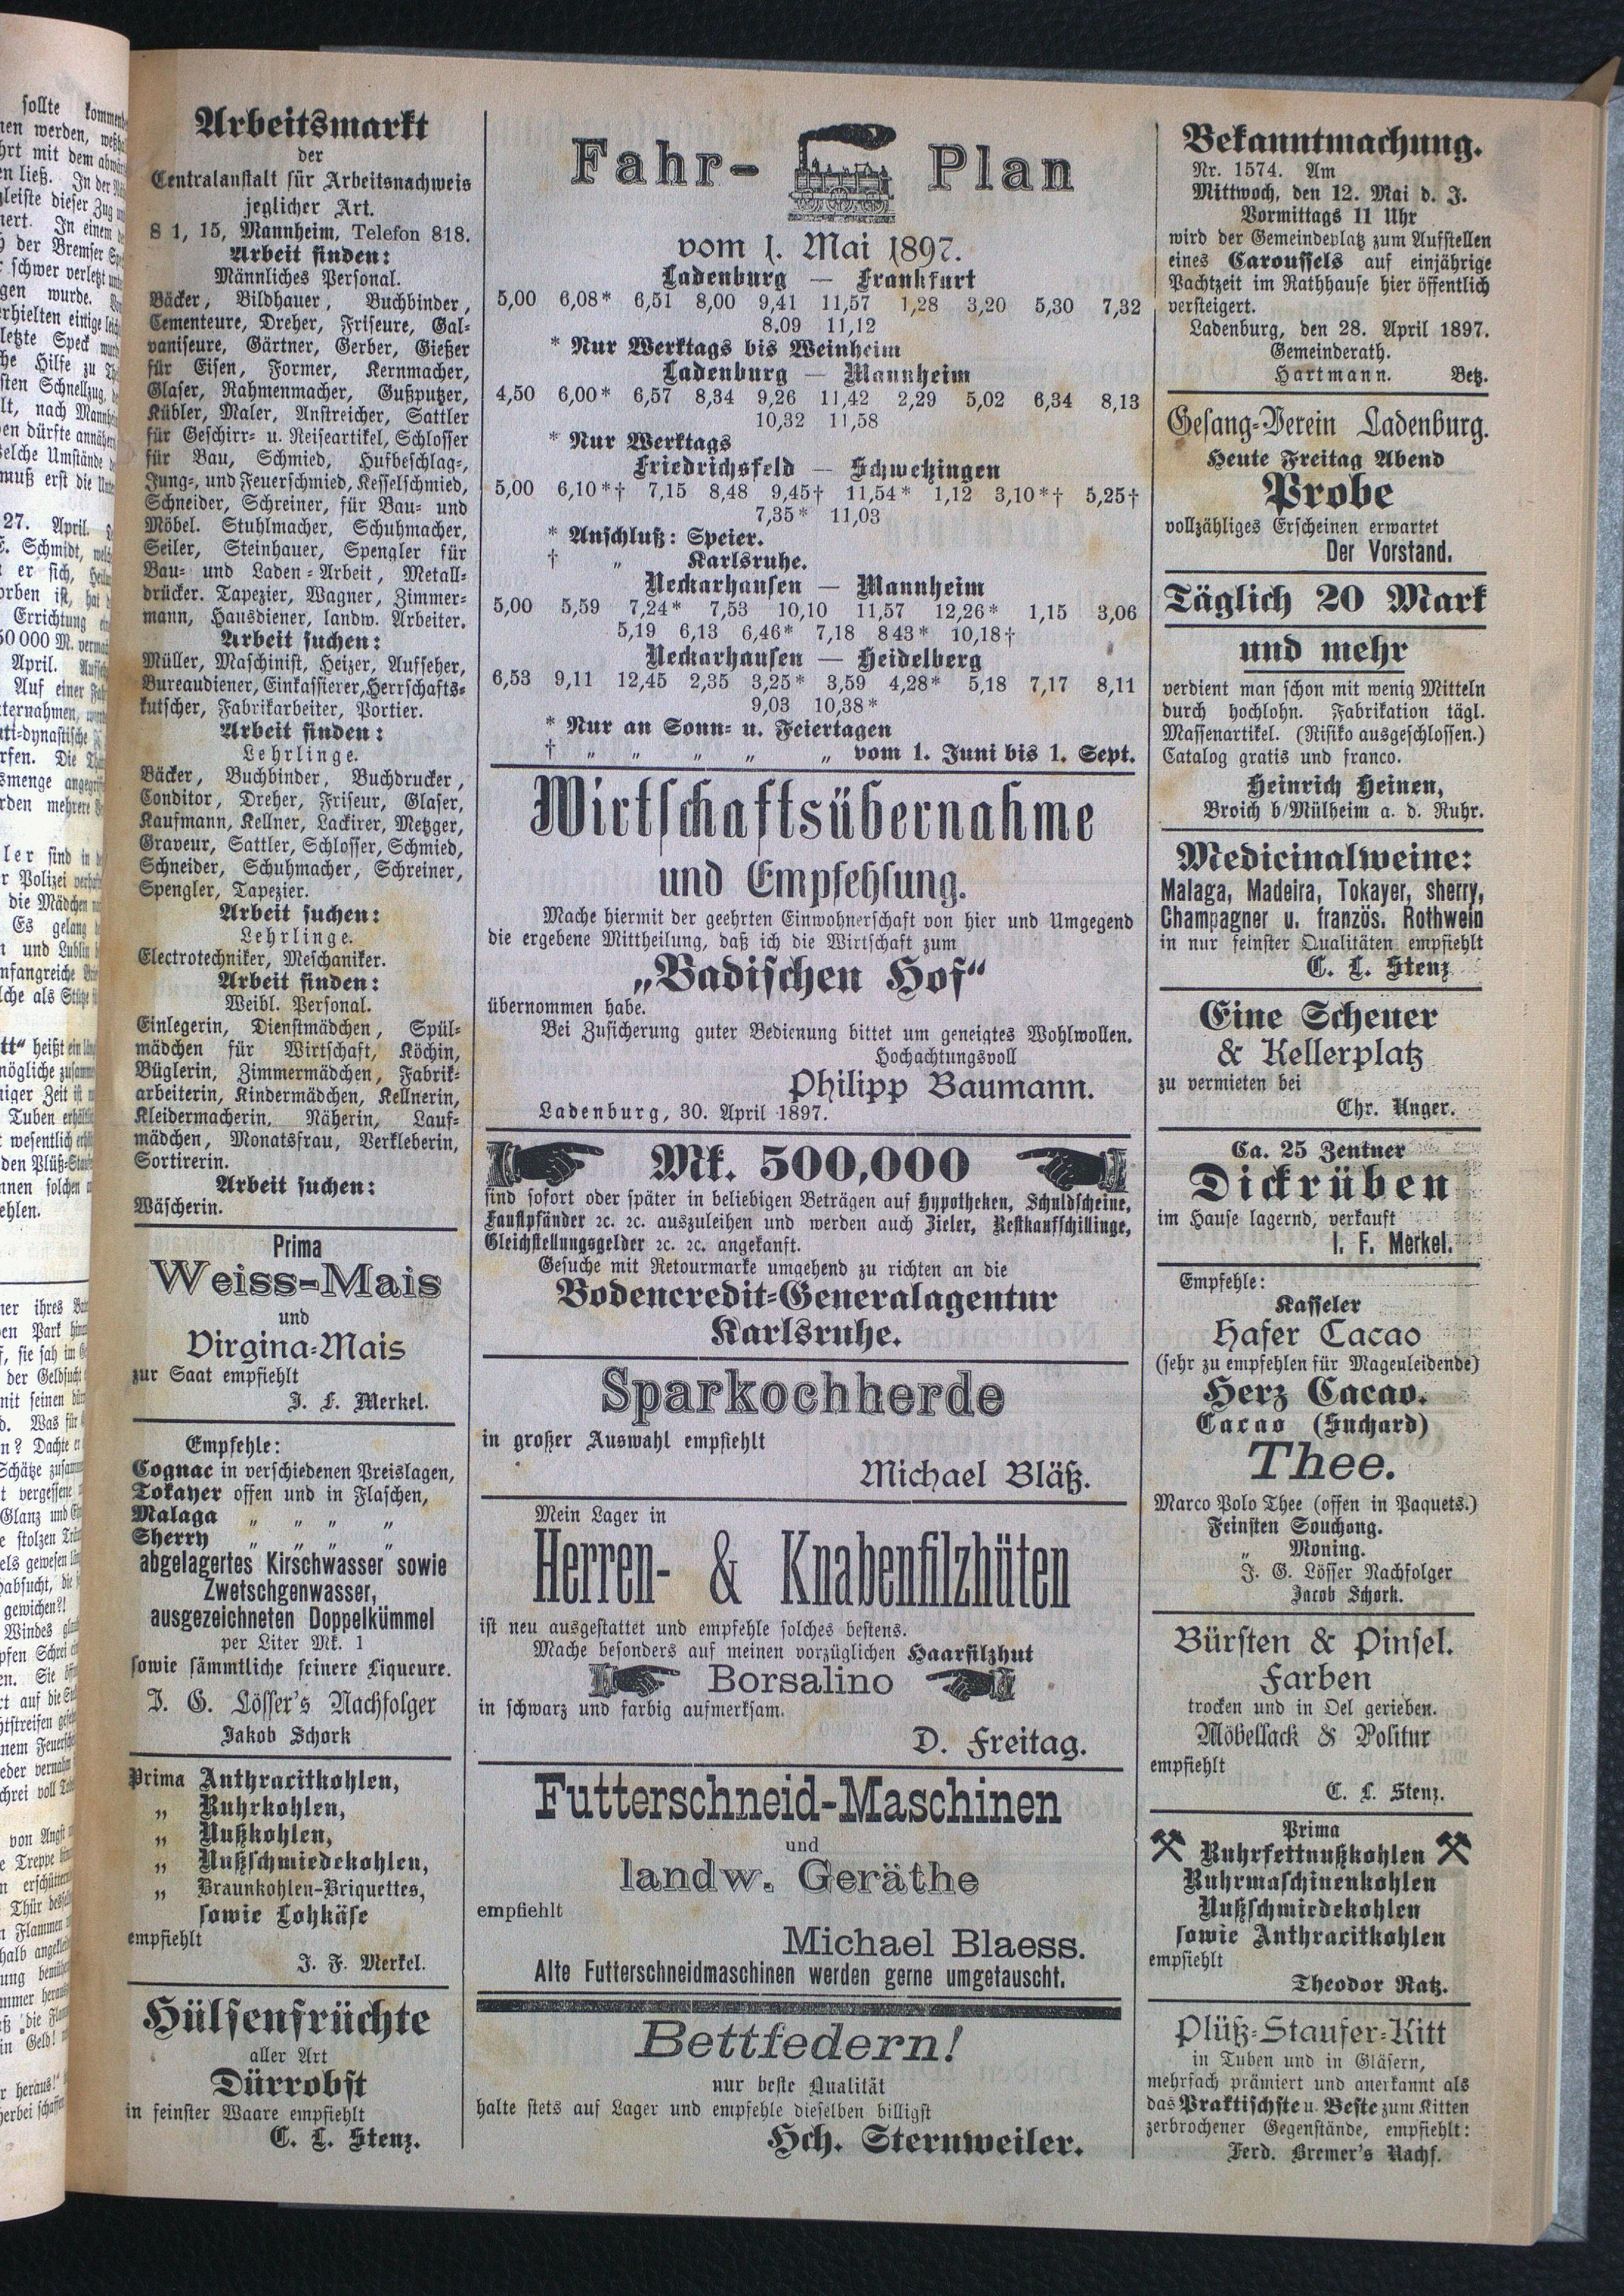 Arbeitsmarkt
der
Centralanstalt für Arbeitsnachweis
jeglicher Art.
S 1, 15, Mannheim, Telefon 818.
Arbeit finden:
Männliches Personal.
Bäcker, Bildhauer, Buchbinder,
Cementeure, Dreher, Friseure, Gal-
vaniseure, Gärtner, Gerber, Gießer
für Eisen, Former, Kernmacher,
Glaser, Rahmenmacher, Gußputzer,
Kübler, Maler, Anstreicher, Sattler
für Geschirr- u. Reiseartikel, Schlosser
für Bau, Schmied, Hufbeschlag-,
Jung-, und Feuerschmied, Kesselschmied,
Schneider, Schreiner, für Bau- und
Möbel. Stuhlmacher, Schuhmacher,
Seiler, Steinhauer, Spengler für
Bau- und Laden-Arbeit, Metall-
drücker. Tapezier, Wagner, Zimmer-
mann, Hausdiener, landw. Arbeiter.
Arbeit suchen:
Müller, Maschinist, Heizer, Aufseher,
Bureaudiener, Einkassierer, Herrschafts-
kutscher, Fabrikarbeiter, Portier.
Arbeit finden:
Lehrlinge.
Bäcker, Buchbinder, Buchdrucker,
Conditor, Dreher, Friseur, Glaser,
Kaufmann, Kellner, Lackirer, Metzger,
Graveur, Sattler, Schlosser, Schmied,
Schneider, Schuhmacher, Schreiner,
Spengler, Tapezier.
Arbeit suchen:
Lehrlinge.
Electrotechniker, Meschaniker.
Arbeit finden:
Weibl. Personal.
Einlegerin, Dienstmädchen, Spül-
mädchen für Wirtschaft, Köchin,
Büglerin, Zimmermädchen, Fabrik-
arbeiterin, Kindermädchen, Kellnerin,
Kleidermacherin, Näherin, Lauf-
mädchen, Monatsfrau, Verkleberin,
Sortirerin.
Arbeit suchen:
Wäscherin.
Prima
Weiss-Mais
und
Virgina-Mais
zur Saat empfiehlt
J. F. Merkel.
Empfehle:
Cognac in verschiedenen Preislagen,
Tokayer offen und in Flaschen,
Malaga „ „ „ „
Sherry „ „ „ „
abgelagertes Kirschwasser sowie
Zwetschgenwasser,
ausgezeichneten Doppelkümmel
per Liter Mk. 1
sowie sämmtliche feinere Liqueure.
J. G. Lösser's Nachfolger
Jakob Schork
Prima Anthracitkohlen,
„ Ruhrkohlen,
„ Nußkohlen,
„ Nußschmiedekohlen,
„ Braunkohlen-Briquettes,
sowie Lohkäse
empfiehlt
J. F. Merkel.
Hülsenfrüchte
aller Art
Dürrobst
in feinster Waare empfiehlt
C. L. Stenz.
Fahr- Plan
vom 1. Mai 1897.
Ladenburg — Frankfurt
5,00 6,08* 6,51 8,00 9,41 11,57 1,28 3,20 5,30 7,32
8,09 11,12
* Nur Werktags bis Weinheim
Ladenburg — Mannheim
4,50 6,00* 6,57 8,34 9,26 11,42 2,29 5,02 6,34 8,13
10,32 11,58
* Nur Werktags
Friedrichsfeld — Schwetzingen
5,00 6,10*† 7,15 8,48 9,45† 11,54* 1,12 3,10*† 5,25†
7,35* 11,03
* Anschluß: Speier.
† „ Karlsruhe.
Neckarhausen — Mannheim
5,00 5,59 7,24* 7,53 10,10 11,57 12,26* 1,15 3,06
5,19 6,13 6,46* 7,18 843* 10,18†
Neckarhausen — Heidelberg
6,53 9,11 12,45 2,35 3,25* 3,59 4,28* 5,18 7,17 8,11
9,03 10,38*
* Nur an Sonn- u. Feiertagen
† „ „ „ „ „ vom 1. Juni bis 1. Sept.
Wirtschaftsübernahme
und Empfehlung.
Mache hiermit der geehrten Einwohnerschaft von hier und Umgegend
die ergebene Mittheilung, daß ich die Wirtschaft zum
„Badischen Hof“
übernommen habe.
Bei Zusicherung guter Bedienung bittet um geneigtes Wohlwollen.
Hochachtungsvoll
Philipp Baumann.
Ladenburg, 30. April 1897.
Mk. 500,000
sind sofort oder später in beliebigen Beträgen auf Hypotheken, Schuldscheine,
Faustpfänder ꝛc. ꝛc. auszuleihen und werden auch Zieler, Restkaufschillinge,
Gleichstellungsgelder ꝛc. ꝛc. angekauft.
Gesuche mit Retourmarke umgehend zu richten an die
Bodencredit-Generalagentur
Karlsruhe.
Sparkochherde
in großer Auswahl empfiehlt
Michael Bläß.
Mein Lager in
Herren- & Knabenfilzhüten
ist neu ausgestattet und empfehle solches bestens.
Mache besonders auf meinen vorzüglichen Haarfilzhut
Borsalino
in schwarz und farbig aufmerksam.
D. Freitag.
Futterschneid-Maschinen
und
landw. Geräthe
empfiehlt
Michael Blaess.
Alte Futterschneidmaschinen werden gerne umgetauscht.
Bettfedern!
nur beste Qualität
halte stets auf Lager und empfehle dieselben billigst
Hch. Sternweiler.
Bekanntmachung.
Nr. 1574. Am
Mittwoch, den 12. Mai d. J.
Vormittags 11 Uhr
wird der Gemeindeplatz zum Aufstellen
eines Caroussels auf einjährige
Pachtzeit im Rathhause hier öffentlich
versteigert.
Ladenburg, den 28. April 1897.
Gemeinderath.
Hartmann. Betz.
Gesang-Verein Ladenburg.
Heute Freitag Abend
Probe
vollzähliges Erscheinen erwartet
Der Vorstand.
Täglich 20 Mark
und mehr
verdient man schon mit wenig Mitteln
durch hochlohn. Fabrikation tägl.
Massenartikel. (Risiko ausgeschlossen.)
Catalog gratis und franco.
Heinrich Heinen,
Broich b/Mülheim a. d. Ruhr.
Medicinalweine:
Malaga, Madeira, Tokayer, sherry,
Champagner u. französ. Rothwein
in nur feinster Qualitäten empfiehlt
C. L. Stenz
Eine Scheuer
& Kellerplatz
zu vermieten bei
Chr. Unger.
Ca. 25 Zentner
Dickrüben
im Hause lagernd, verkauft
I. F. Merkel.
Empfehle:
Kasseler
Hafer Cacao
(sehr zu empfehlen für Magenleidende)
Herz Cacao.
Cacao (Suchard)
Thee.
Marco Polo Thee (offen in Paquets.)
Feinsten Souchong.
„ Moning.
J. G. Lösser Nachfolger
Jacob Schork.
Bürsten & Pinsel.
Farben
trocken und in Oel gerieben.
Möbellack & Politur
empfiehlt
C. L. Stenz.
Prima
Ruhrfettnußkohlen
Ruhrmaschinenkohlen
Nußschmiedekohlen
sowie Anthracitkohlen
empfiehlt
Theodor Ratz.
Plüß-Staufer-Kitt
in Tuben und in Gläsern,
mehrfach prämiert und anerkannt als
das Praktischste u. Beste zum Kitten
zerbrochener Gegenstände, empfiehlt:
Ferd. Bremer's Nachf.